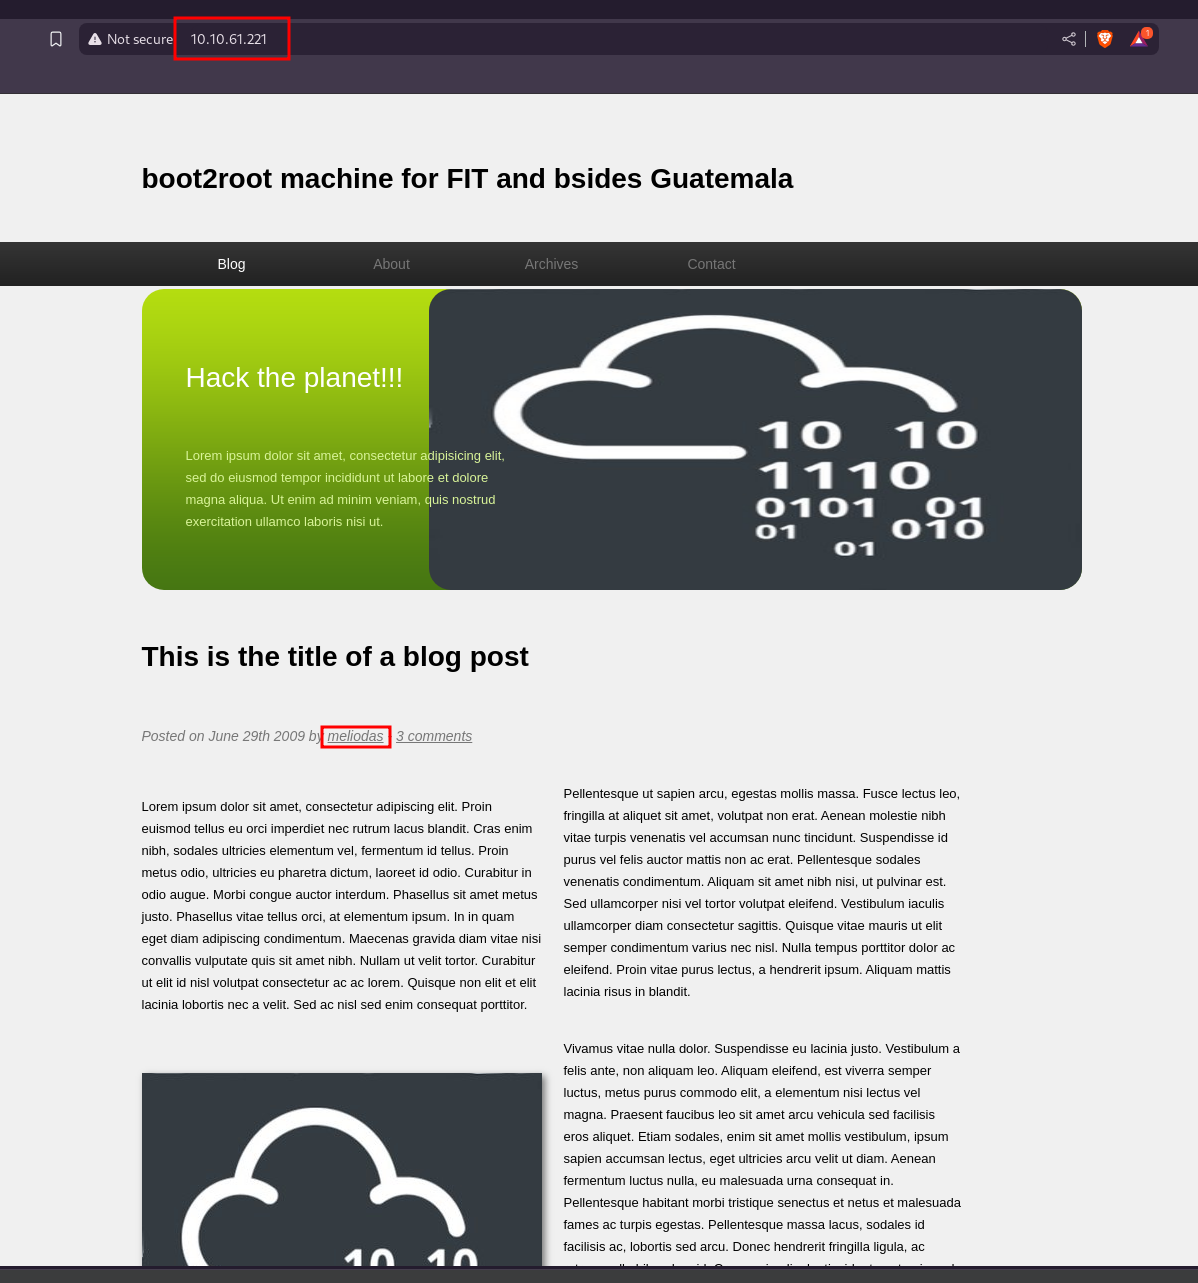 Not secure 10.10.61.221
1
boot2root machine for FIT and bsides Guatemala
Blog About Archives Contact
Hack the planet!!!
Lorem ipsum dolor sit amet, consectetur adipisicing elit,
sed do eiusmod tempor incididunt ut labore et dolore
magna aliqua. Ut enim ad minim veniam, quis nostrud
exercitation ullamco laboris nisi ut.
10 10
1110
0101 01
01 010
01
This is the title of a blog post
Posted on June 29th 2009 by meliodas - 3 comments
Lorem ipsum dolor sit amet, consectetur adipiscing elit. Proin
euismod tellus eu orci imperdiet nec rutrum lacus blandit. Cras enim
nibh, sodales ultricies elementum vel, fermentum id tellus. Proin
metus odio, ultricies eu pharetra dictum, laoreet id odio. Curabitur in
odio augue. Morbi congue auctor interdum. Phasellus sit amet metus
justo. Phasellus vitae tellus orci, at elementum ipsum. In in quam
eget diam adipiscing condimentum. Maecenas gravida diam vitae nisi
convallis vulputate quis sit amet nibh. Nullam ut velit tortor. Curabitur
ut elit id nisl volutpat consectetur ac ac lorem. Quisque non elit et elit
lacinia lobortis nec a velit. Sed ac nisl sed enim consequat porttitor.
10 10
Pellentesque ut sapien arcu, egestas mollis massa. Fusce lectus leo,
fringilla at aliquet sit amet, volutpat non erat. Aenean molestie nibh
vitae turpis venenatis vel accumsan nunc tincidunt. Suspendisse id
purus vel felis auctor mattis non ac erat. Pellentesque sodales
venenatis condimentum. Aliquam sit amet nibh nisi, ut pulvinar est.
Sed ullamcorper nisi vel tortor volutpat eleifend. Vestibulum iaculis
ullamcorper diam consectetur sagittis. Quisque vitae mauris ut elit
semper condimentum varius nec nisl. Nulla tempus porttitor dolor ac
eleifend. Proin vitae purus lectus, a hendrerit ipsum. Aliquam mattis
lacinia risus in blandit.
Vivamus vitae nulla dolor. Suspendisse eu lacinia justo. Vestibulum a
felis ante, non aliquam leo. Aliquam eleifend, est viverra semper
luctus, metus purus commodo elit, a elementum nisi lectus vel
magna. Praesent faucibus leo sit amet arcu vehicula sed facilisis
eros aliquet. Etiam sodales, enim sit amet mollis vestibulum, ipsum
sapien accumsan lectus, eget ultricies arcu velit ut diam. Aenean
fermentum luctus nulla, eu malesuada urna consequat in.
Pellentesque habitant morbi tristique senectus et netus et malesuada
fames ac turpis egestas. Pellentesque massa lacus, sodales id
facilisis ac, lobortis sed arcu. Donec hendrerit fringilla ligula, ac